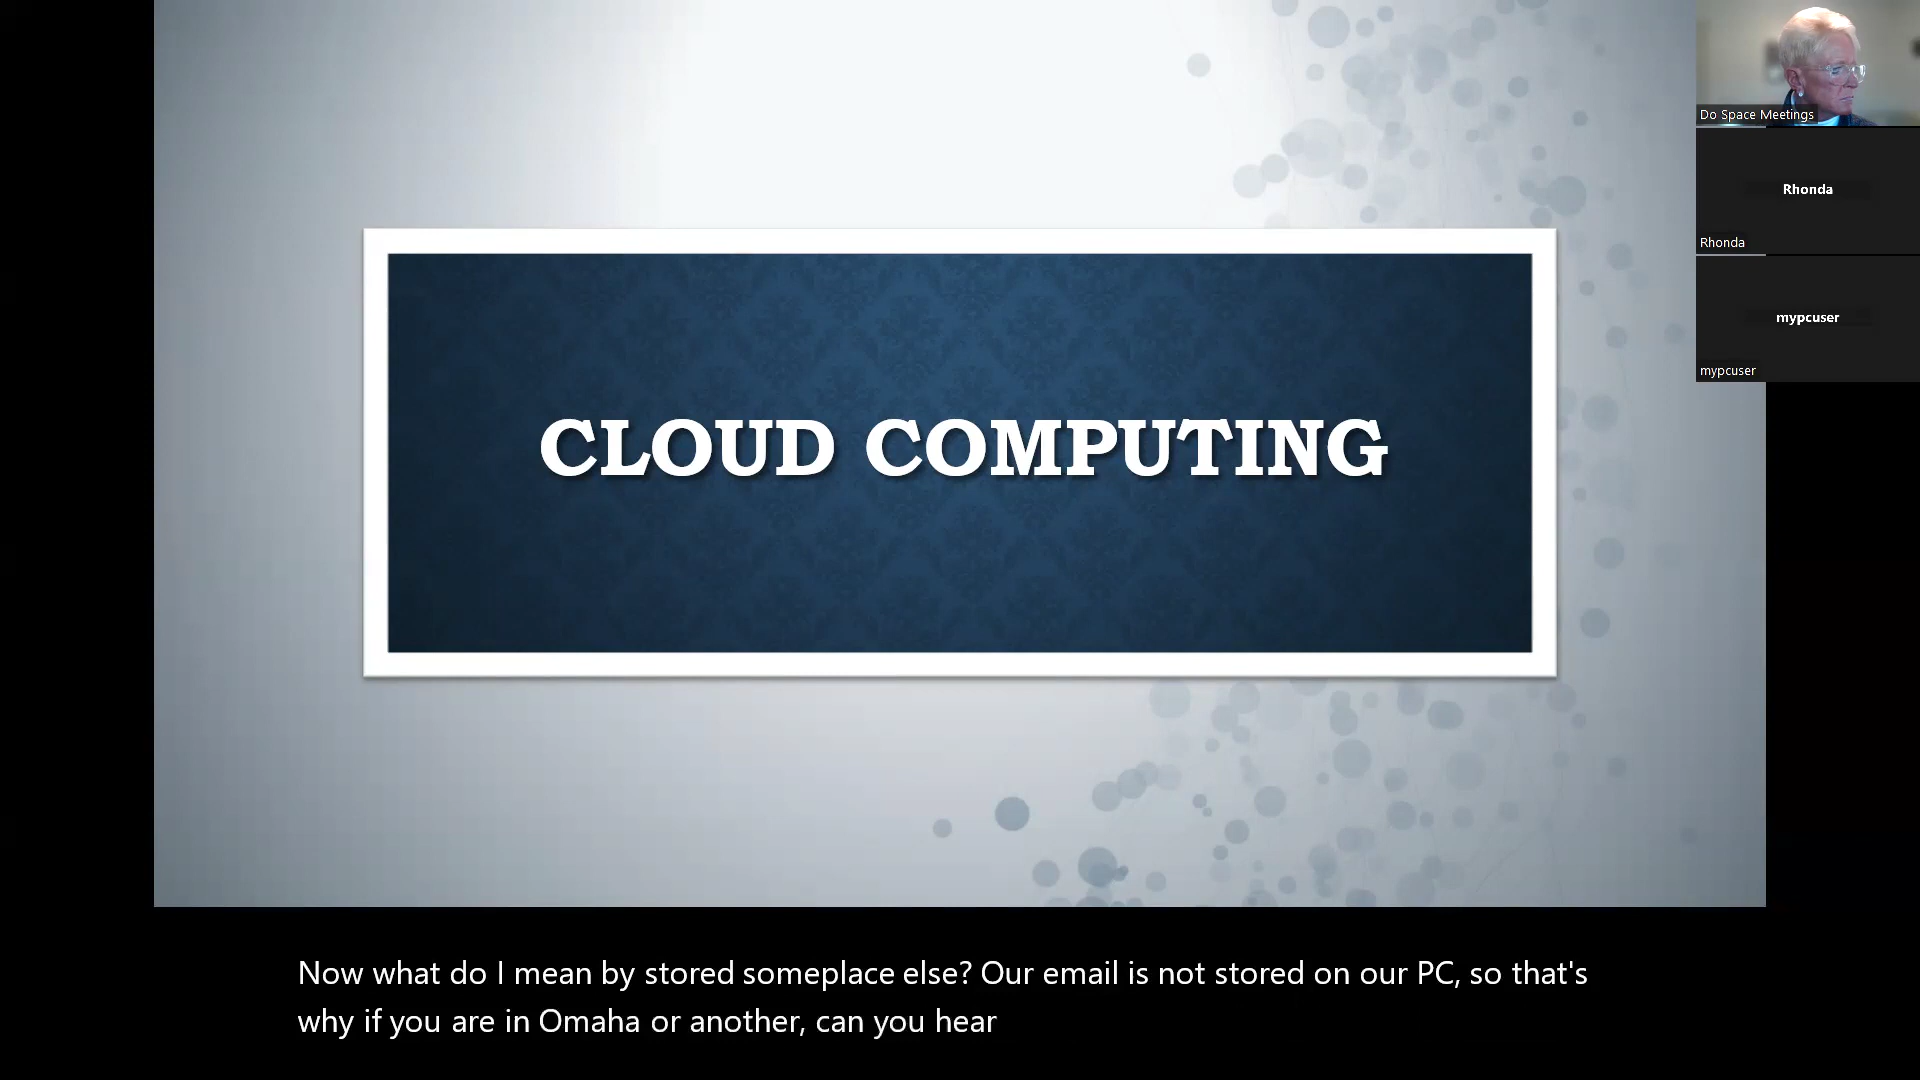 CLOUD COMPUTING
Do Space Meetings
Rhonda
Rhonda
mypcuser
mypcuser
Now what do I mean by stored someplace else? Our email is not stored on our PC, so that's
why if you are in Omaha or another, can you hear